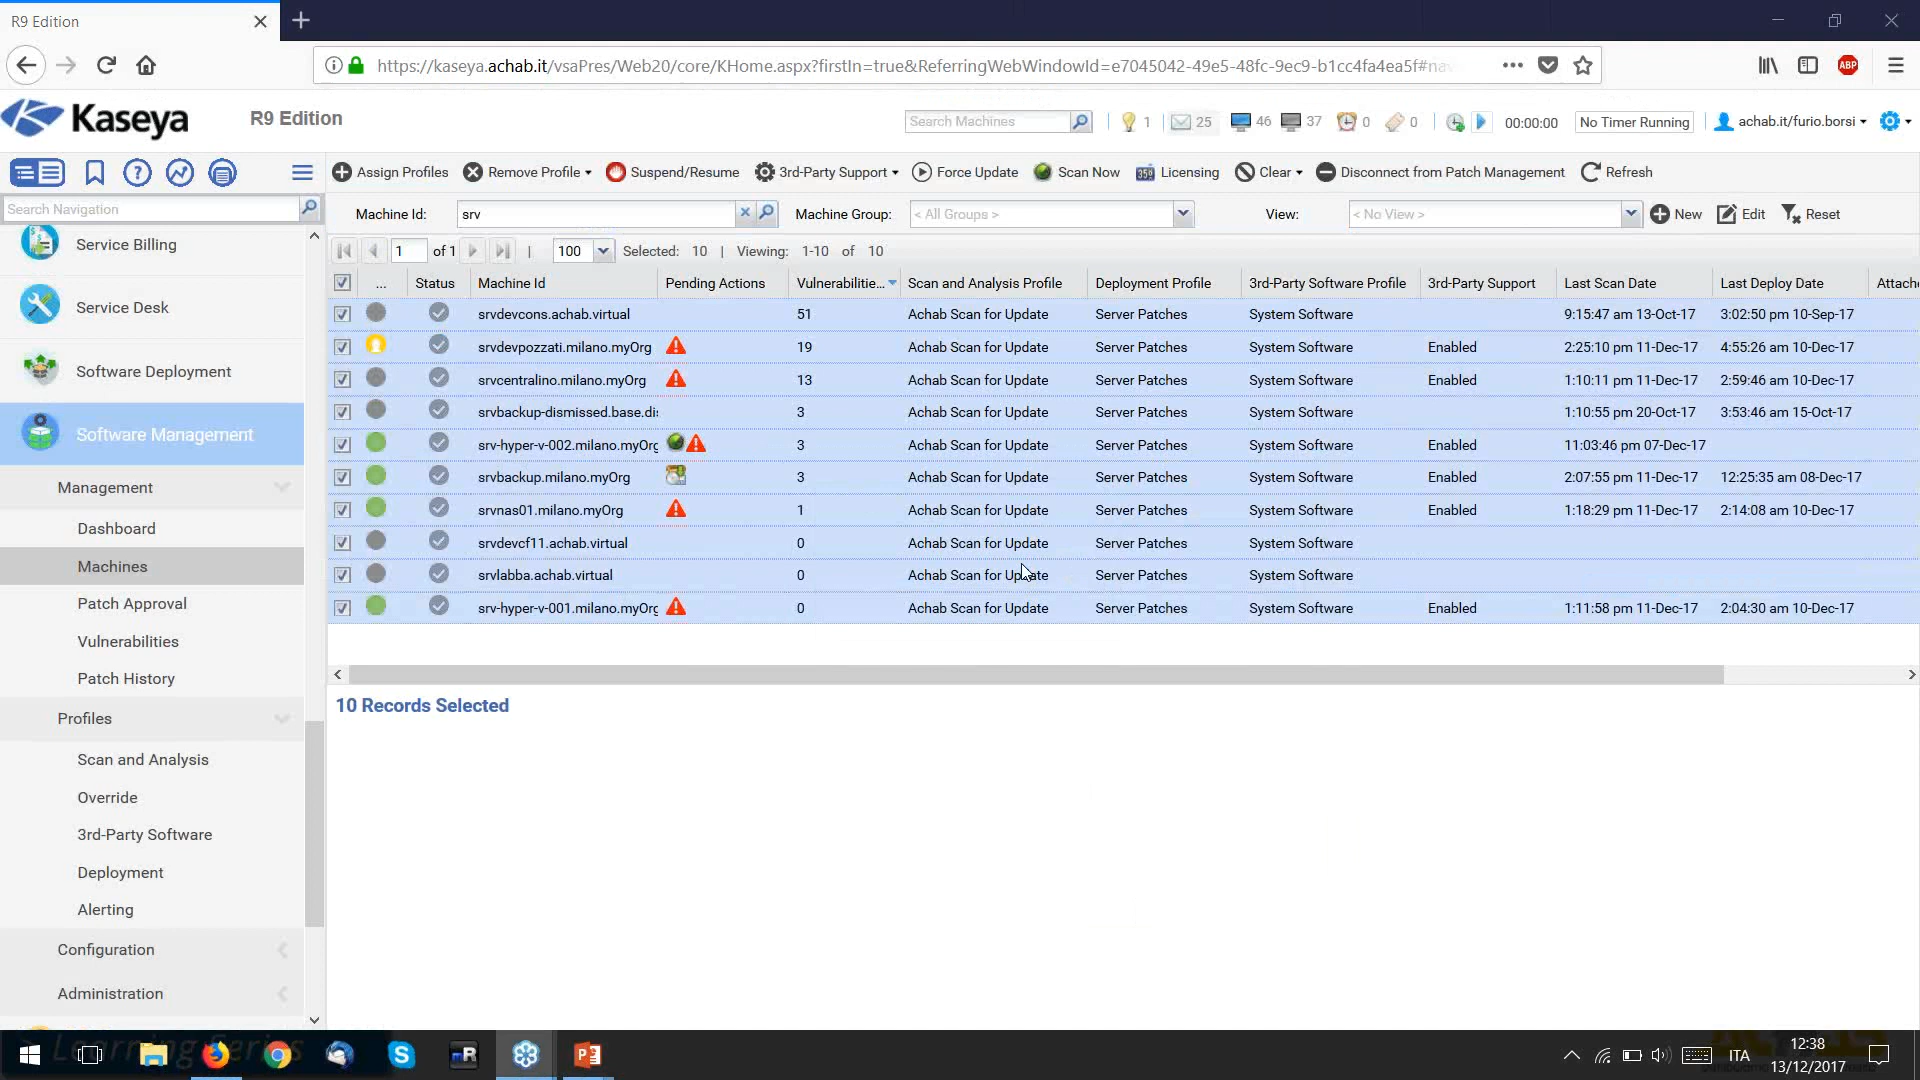 R9 Edition
https://kaseya.achab.it/vsaPres/Web20/core/KHome.aspx?firstIn=true&ReferringWebWindowId=e7045042-49e5-48fc-9ec9-b1cc4fa4ea5f#na
ABP
Kaseya R9 Edition
Search Machines 1 25 46 37 0 0 00:00:00 No Timer Running achab.it/furio.borsi
Assign Profiles Remove Profile Suspend/Resume 3rd-Party Support Force Update Scan Now Licensing Clear Disconnect from Patch Management Refresh
Search Navigation
Machine Id: srv Machine Group: < All Groups > View: < No View > New Edit Reset
1 of 1 | 100 Selected: 10 | Viewing: 1-10 of 10
Service Billing
Service Desk
Software Deployment
Software Management
Management
Dashboard
Machines
Patch Approval
Vulnerabilities
Patch History
Profiles
Scan and Analysis
Override
3rd-Party Software
Deployment
Alerting
Configuration
Administration
... Status Machine Id Pending Actions Vulnerabilitie... Scan and Analysis Profile Deployment Profile 3rd-Party Software Profile 3rd-Party Support Last Scan Date Last Deploy Date Attach
srvdevcons.achab.virtual 51 Achab Scan for Update Server Patches System Software 9:15:47 am 13-Oct-17 3:02:50 pm 10-Sep-17
srvdevpozzati.milano.myOrg 19 Achab Scan for Update Server Patches System Software Enabled 2:25:10 pm 11-Dec-17 4:55:26 am 10-Dec-17
srvcentralino.milano.myOrg 13 Achab Scan for Update Server Patches System Software Enabled 1:10:11 pm 11-Dec-17 2:59:46 am 10-Dec-17
srvbackup-dismissed.base.di 3 Achab Scan for Update Server Patches System Software 1:10:55 pm 20-Oct-17 3:53:46 am 15-Oct-17
srv-hyper-v-002.milano.myOrg 3 Achab Scan for Update Server Patches System Software Enabled 11:03:46 pm 07-Dec-17
srvbackup.milano.myOrg 3 Achab Scan for Update Server Patches System Software Enabled 2:07:55 pm 11-Dec-17 12:25:35 am 08-Dec-17
srvnas01.milano.myOrg 1 Achab Scan for Update Server Patches System Software Enabled 1:18:29 pm 11-Dec-17 2:14:08 am 10-Dec-17
srvdevcf11.achab.virtual 0 Achab Scan for Update Server Patches System Software
srvlabba.achab.virtual 0 Achab Scan for Update Server Patches System Software
srv-hyper-v-001.milano.myOrg 0 Achab Scan for Update Server Patches System Software Enabled 1:11:58 pm 11-Dec-17 2:04:30 am 10-Dec-17
10 Records Selected
Learning Series
mR
ITA
12:38
13/12/2017